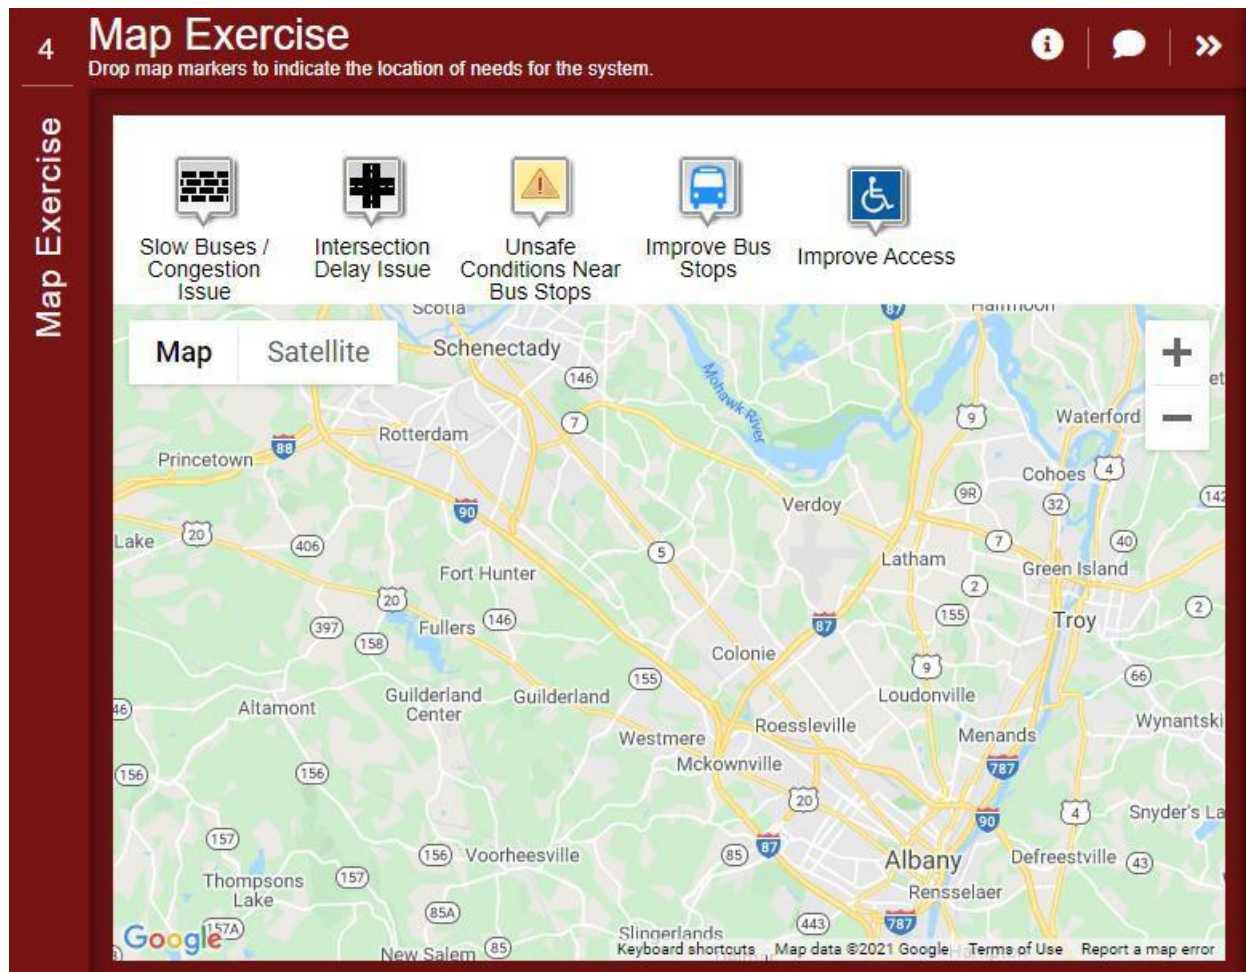 4
Map Exercise
Drop map markers to indicate the location of needs for the system.
Map Exercise
Slow Buses /
Congestion
Issue
Intersection
Delay Issue
Unsafe
Conditions Near
Bus Stops
Improve Bus
Stops
Improve Access
Scotia
87
Halfmoon
Map
Satellite
Schenectady
146
Mohawk River
7
9
Waterford
Rotterdam
88
Princetown
Cohoes
4
90
Verdoy
9R
32
142
Lake
20
406
5
7
40
Latham
Green Island
Fort Hunter
2
20
397
Fullers
146
158
87
155
Troy
2
Colonie
9
155
66
Guilderland
Center
Guilderland
Loudonville
46
Altamont
Roessleville
Wynantski
Westmere
Menands
Mckownville
787
156
156
20
90
4
Snyder's La
157
156
Voorheesville
85
87
Albany
Defreestville
43
Thompsons
Lake
157
Rensselaer
85A
443
787
Google
157A
Slingerlands
New Salem
85
Keyboard shortcuts
Map data ©2021 Google
Terms of Use
Report a map error